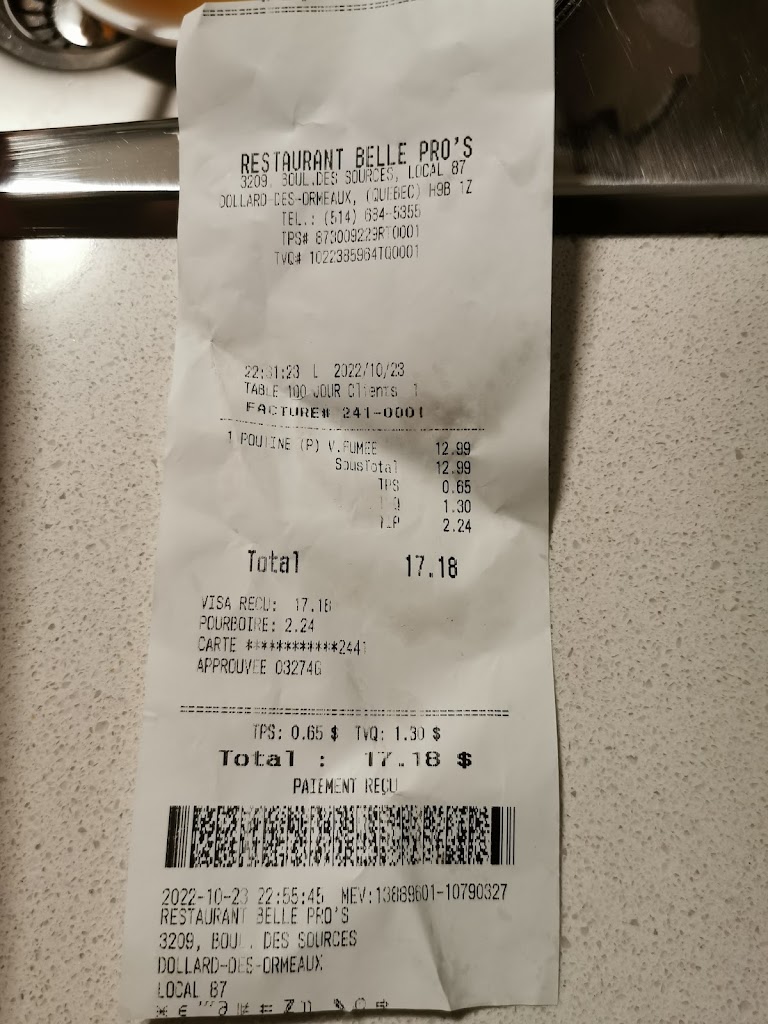 RESTAURANT BELLE PRO'S
3209, BOUL.DES SOURCES, LOCAL 87
DOLLARD-DES-ORMEAUX, (QUEBEC) H9B 1Z
TEL.: (514) 684-5355
TPS# 873009229RT0001
TVQ# 1022385964TQ0001
22:31:23 L 2022/10/23
TABLE 100 JOUR Clients 1
FACTURE# 241-0001
1 POUTINE (P) V.FUMEE 12.99
SousTotal 12.99
TPS 0.65
1.30
2.24
Total 17.18
VISA RECU: 17.18
POURBOIRE: 2.24
CARTE ************2441
APPROUVEE 03274G
TPS: 0.65 $ TVQ: 1.30 $
Total : 17.18 $
PAIEMENT REÇU
2022-10-23 22:55:45 MEV:13889601-10790327
RESTAURANT BELLE PRO'S
3209, BOUL. DES SOURCES
DOLLARD-DES-ORMEAUX
LOCAL 87